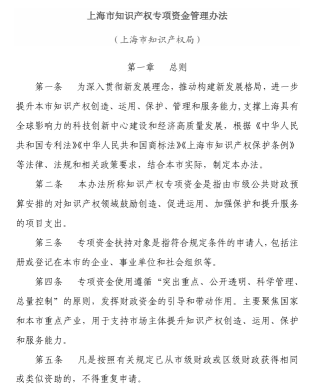 上海市知识产权专项资金管理办法
（上海市知识产权局）
第一章　总则
第一条　为深入贯彻新发展理念，推动构建新发展格局，进一步
提升本市知识产权创造、运用、保护、管理和服务能力,支撑上海具有
全球影响力的科技创新中心建设和经济高质量发展，根据《中华人民
共和国专利法》《中华人民共和国商标法》《上海市知识产权保护条例》
等法律、法规和相关政策要求，结合本市实际，制定本办法。
第二条　本办法所称知识产权专项资金是指由市级公共财政预
算安排的对知识产权领域鼓励创造、促进运用、加强保护和提升服务
的项目支出。
第三条　专项资金扶持对象是指符合规定条件的申请人,包括注
册或登记在本市的企业、事业单位和社会组织等。
第四条　专项资金使用遵循“突出重点、公开透明、科学管理、
总量控制”的原则，发挥财政资金的引导和带动作用。主要聚焦国家
和本市重点产业，用于支持市场主体提升知识产权创造、运用、保护
和服务能力。
第五条　凡是按照有关规定已从市级财政或区级财政获得相同
或类似资助的，不得重复申请。